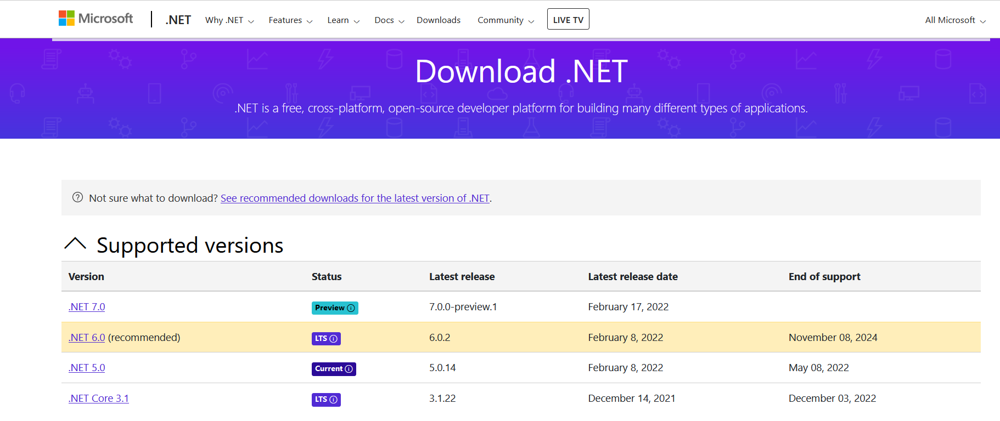 Microsoft .NET Why .NET Features Learn Docs Downloads Community LIVE TV All Microsoft
Download .NET
.NET is a free, cross-platform, open-source developer platform for building many different types of applications.
Not sure what to download? See recommended downloads for the latest version of .NET.
Supported versions
Version Status Latest release Latest release date End of support
.NET 7.0 Preview 7.0.0-preview.1 February 17, 2022
.NET 6.0 (recommended) LTS 6.0.2 February 8, 2022 November 08, 2024
.NET 5.0 Current 5.0.14 February 8, 2022 May 08, 2022
.NET Core 3.1 LTS 3.1.22 December 14, 2021 December 03, 2022